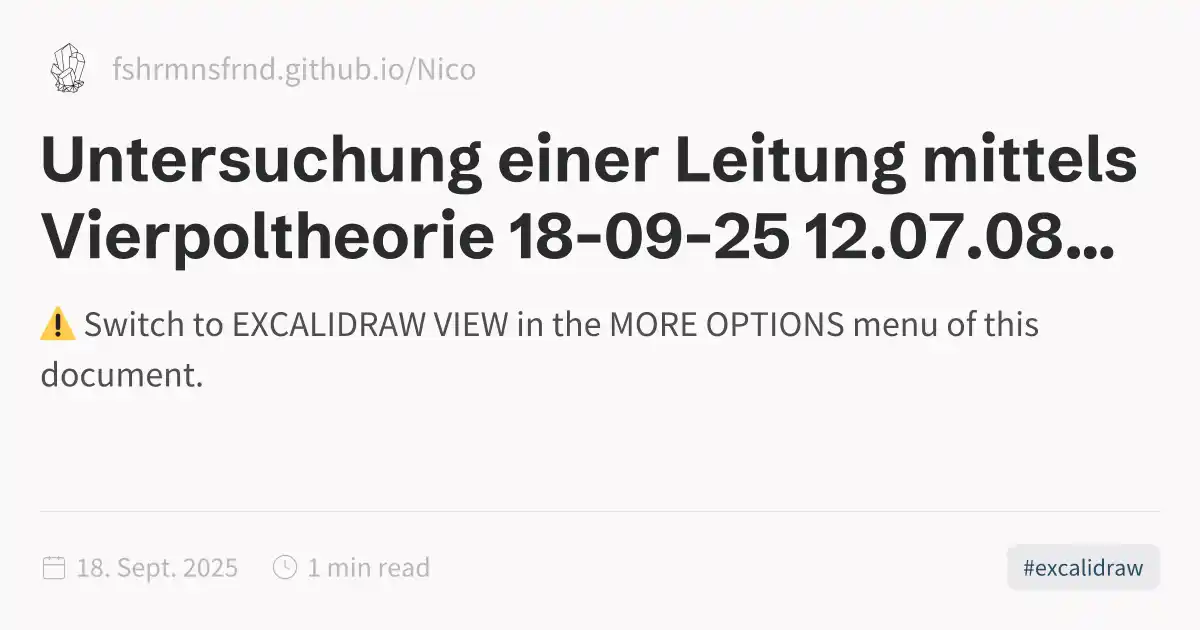 fshrmnsfrnd.github.io/Nico
Untersuchung einer Leitung mittels
Vierpoltheorie 18-09-25 12.07.08...
⚠️ Switch to EXCALIDRAW VIEW in the MORE OPTIONS menu of this
document.
18. Sept. 2025 1 min read #excalidraw